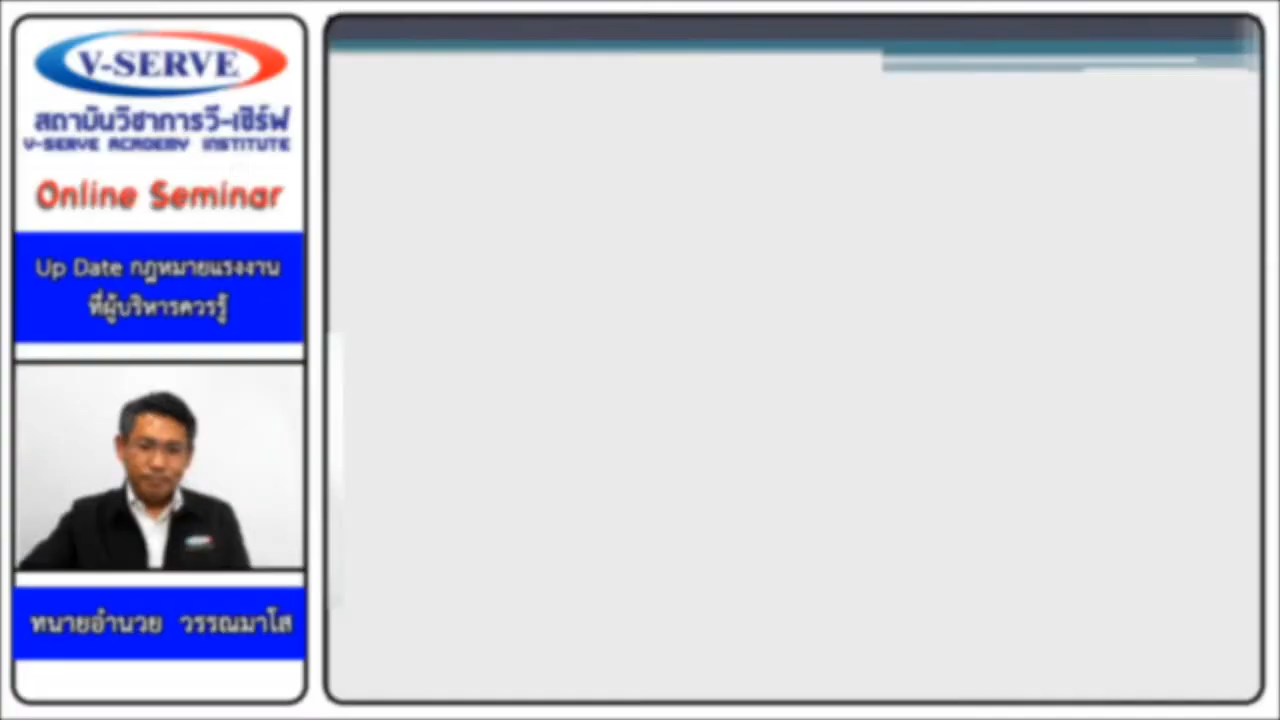 V-SERVE
สถาบันวิชาการวี-เซิร์ฟ
V-SERVE ACADEMY INSTITUTE
Online Seminar
Up Date กฎหมายแรงงาน
ที่ผู้บริหารควรรู้
ทนายอำนวย วรรณมาโส